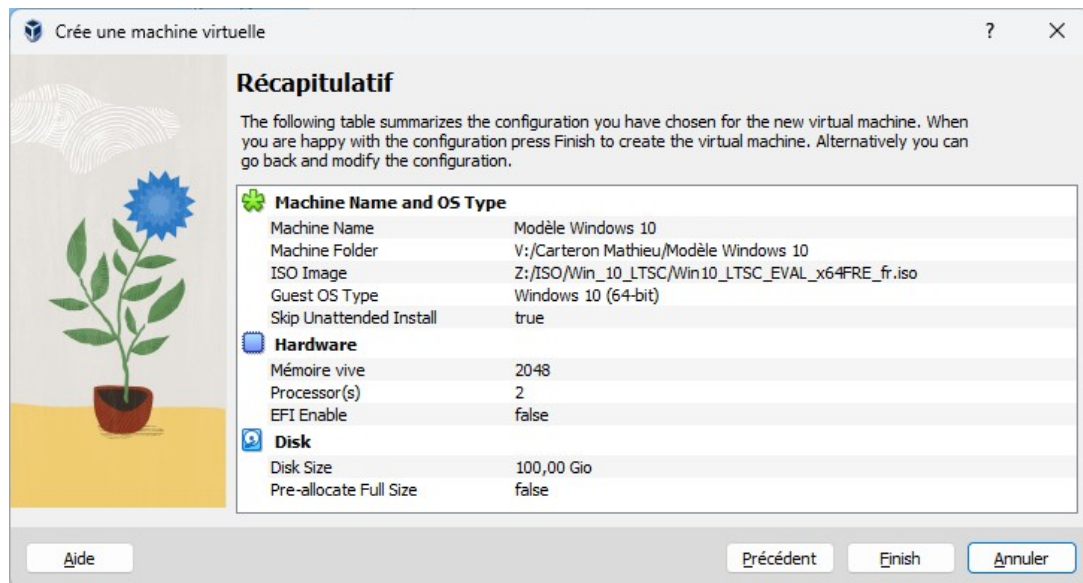 Crée une machine virtuelle
?
Récapitulatif
The following table summarizes the configuration you have chosen for the new virtual machine. When
you are happy with the configuration press Finish to create the virtual machine. Alternatively you can
go back and modify the configuration.
Machine Name and OS Type
Machine Name Modèle Windows 10
Machine Folder V:/Carteron Mathieu/Modèle Windows 10
ISO Image Z:/ISO/Win_10_LTSC/Win10_LTSC_EVAL_x64FRE_fr.iso
Guest OS Type Windows 10 (64-bit)
Skip Unattended Install true
Hardware
Mémoire vive 2048
Processor(s) 2
EFI Enable false
Disk
Disk Size 100,00 Gio
Pre-allocate Full Size false
Aide Précédent Finish Annuler